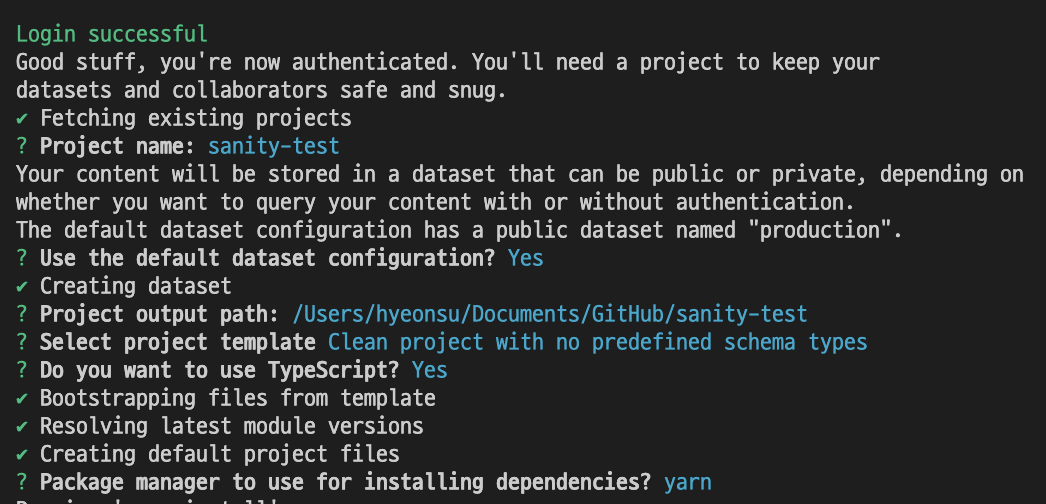 Login successful
Good stuff, you're now authenticated. You'll need a project to keep your
datasets and collaborators safe and snug.
✔ Fetching existing projects
? Project name: sanity-test
Your content will be stored in a dataset that can be public or private, depending on
whether you want to query your content with or without authentication.
The default dataset configuration has a public dataset named "production".
? Use the default dataset configuration? Yes
✔ Creating dataset
? Project output path: /Users/hyeonsu/Documents/GitHub/sanity-test
? Select project template Clean project with no predefined schema types
? Do you want to use TypeScript? Yes
✔ Bootstrapping files from template
✔ Resolving latest module versions
✔ Creating default project files
? Package manager to use for installing dependencies? yarn